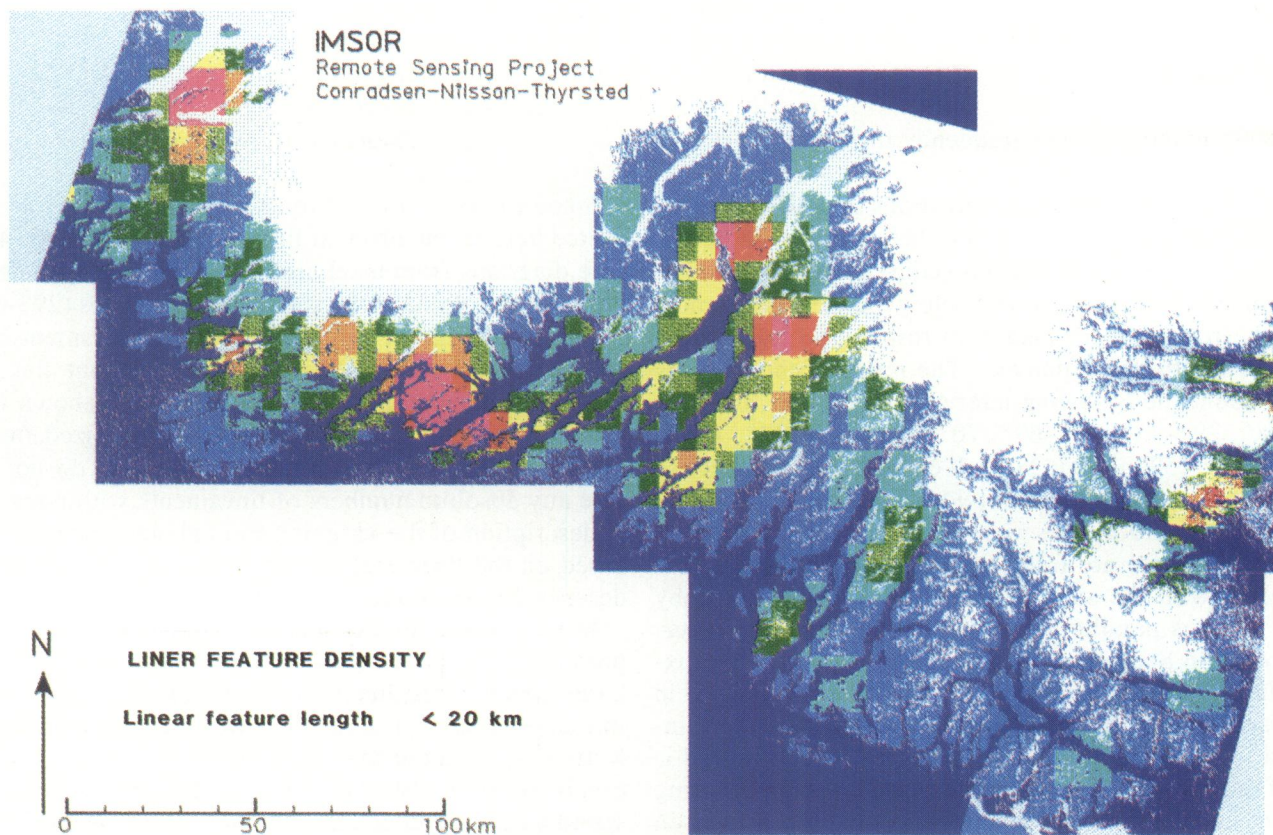 IMSOR
Remote Sensing Project
Conradsen-Nilsson-Thyrsted
N
LINER FEATURE DENSITY
Linear feature length < 20 km
0 50 100km